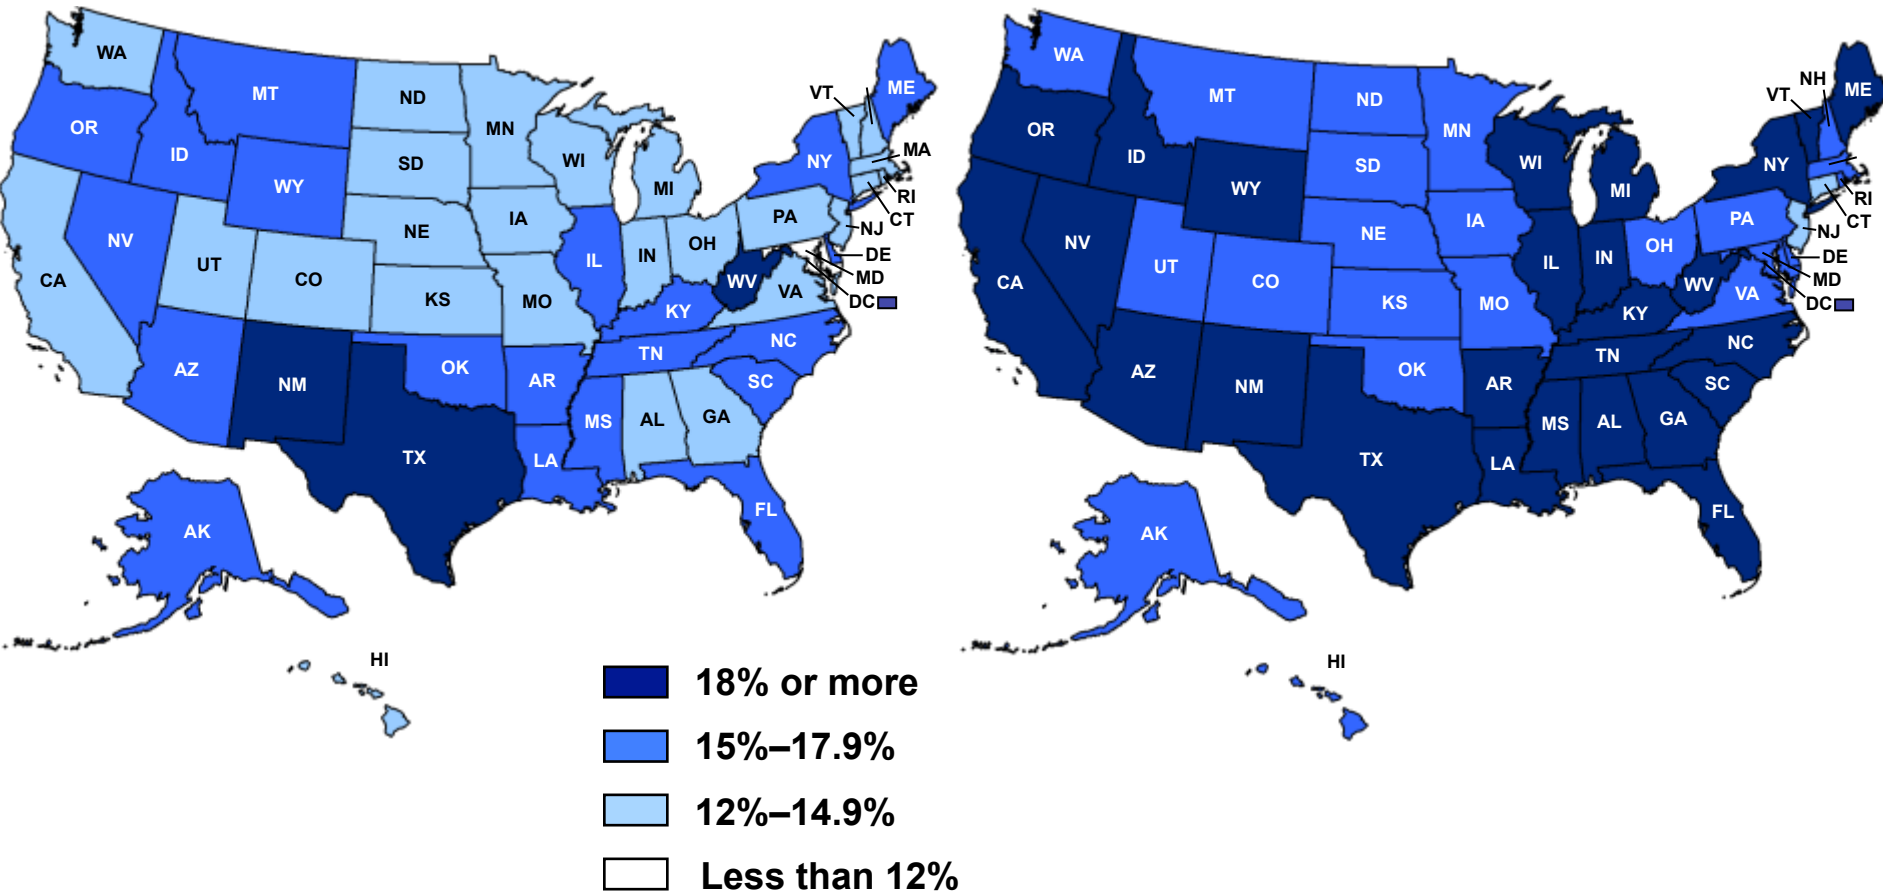 WA
MT
ND
MN
OR
ID
WY
SD
WI
MI
VT
ME
NY
MA
RI
CT
NJ
PA
DE
MD
DC
NV
UT
CO
CA
NE
KS
IA
MO
IL
IN
OH
WV
VA
KY
NC
TN
SC
AZ
NM
OK
AR
TX
LA
MS
AL
GA
FL
AK
HI
WA
MT
ND
MN
OR
ID
WY
SD
WI
MI
VT
NH
ME
NY
RI
CT
NJ
PA
DE
MD
DC
NV
UT
CO
CA
NE
KS
IA
MO
IL
IN
OH
WV
VA
KY
NC
TN
SC
AZ
NM
OK
AR
TX
LA
MS
AL
GA
FL
AK
HI
18% or more
15%–17.9%
12%–14.9%
Less than 12%